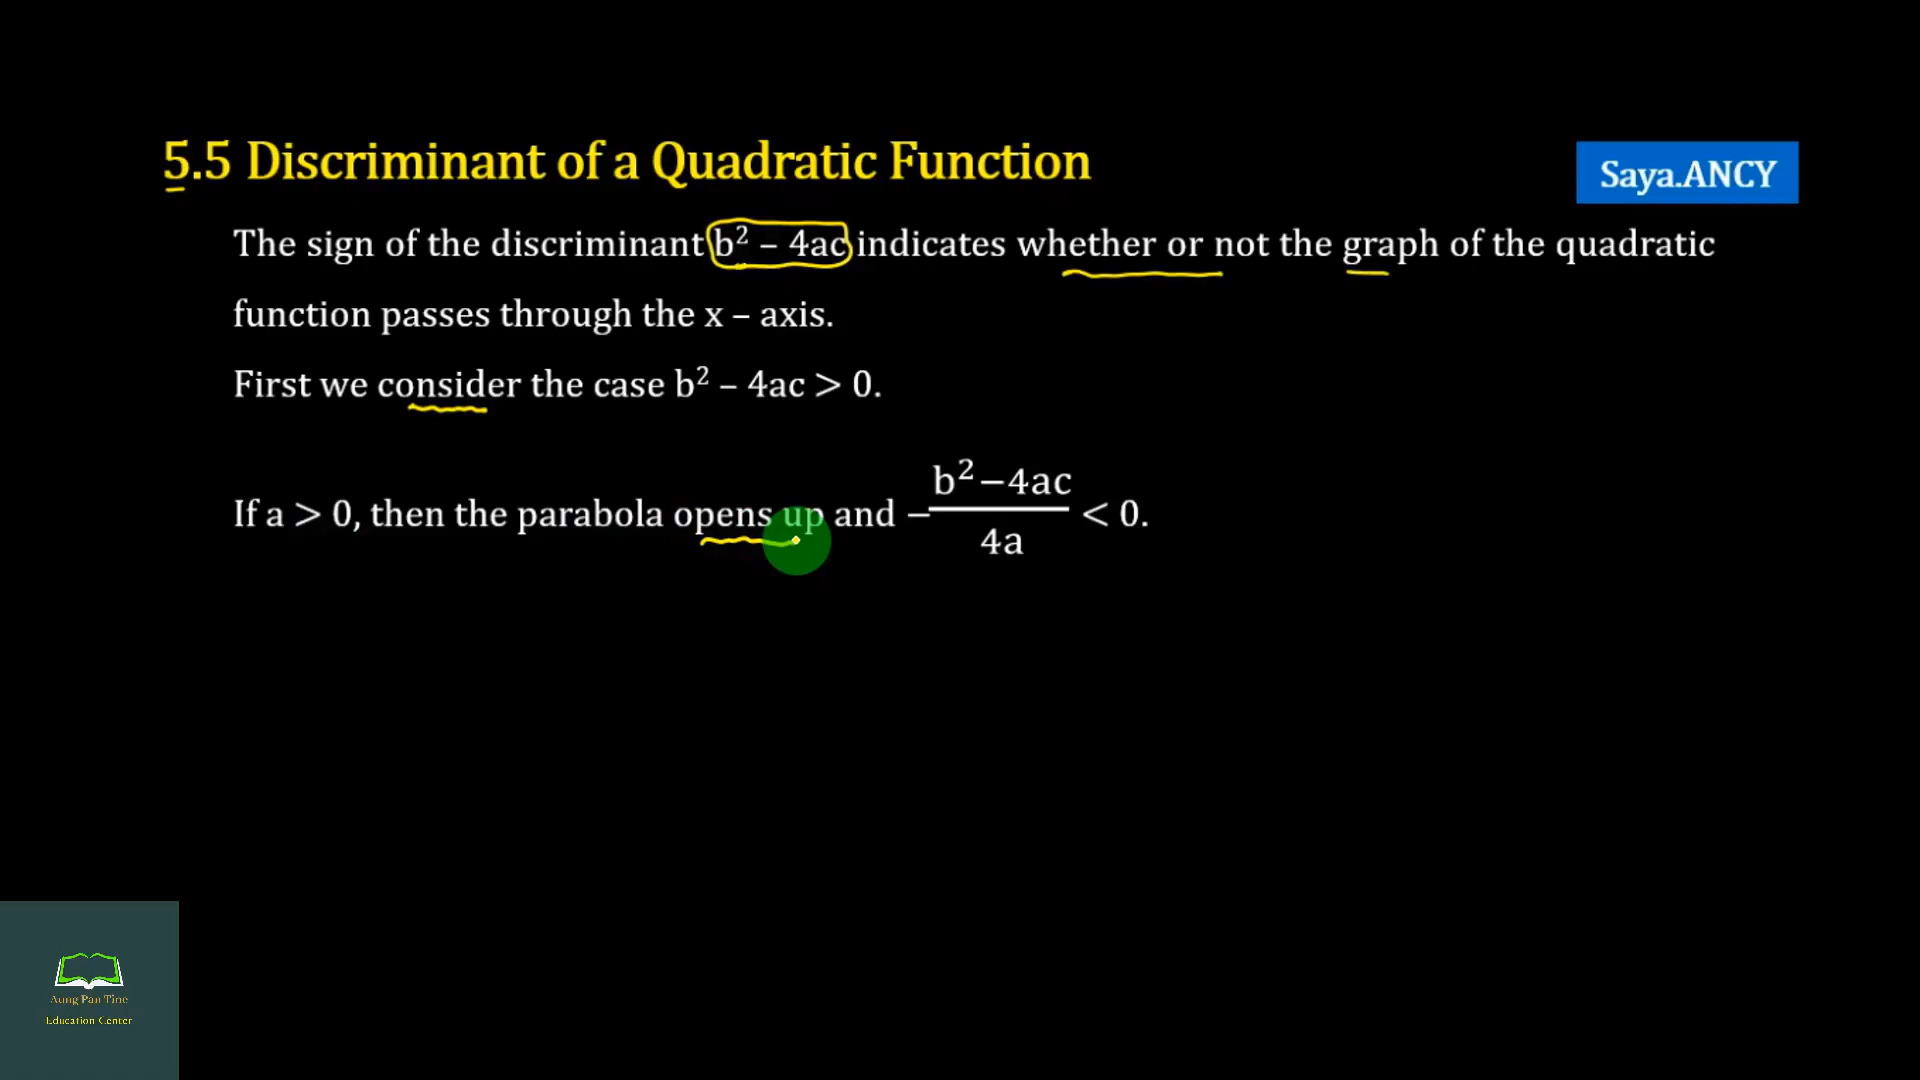 5.5 Discriminant of a Quadratic Function
Saya.ANCY
The sign of the discriminant b² – 4ac indicates whether or not the graph of the quadratic
function passes through the x – axis.
First we consider the case b² – 4ac > 0.
If a > 0, then the parabola opens up and –(b²–4ac)/(4a) < 0.
Aung Pan Tine
Education Center